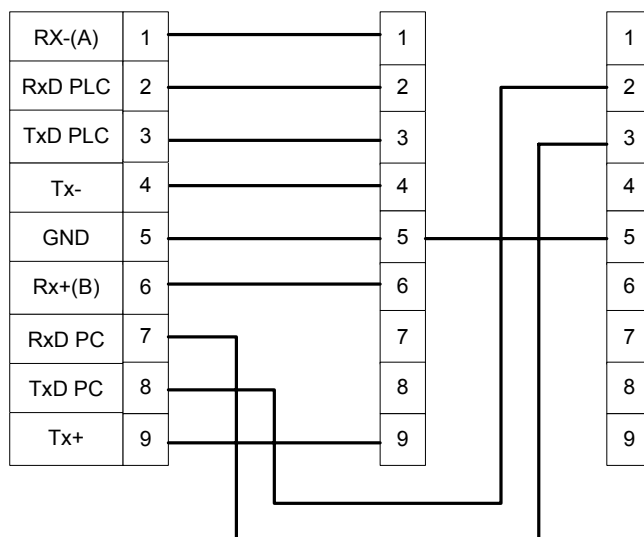 RX-(A) 1 1 1
RxD PLC 2 2 2
TxD PLC 3 3 3
Tx- 4 4 4
GND 5 5 5
Rx+(B) 6 6 6
RxD PC 7 7 7
TxD PC 8 8 8
Tx+ 9 9 9